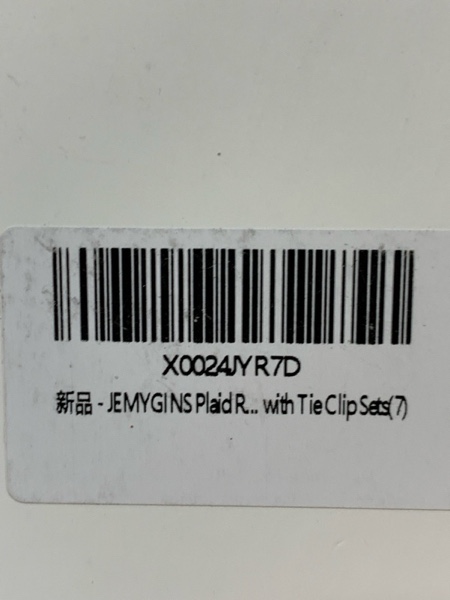 X0024JYR7D
新品 - JEMYGINS Plaid R... with Tie Clip Sets(7)